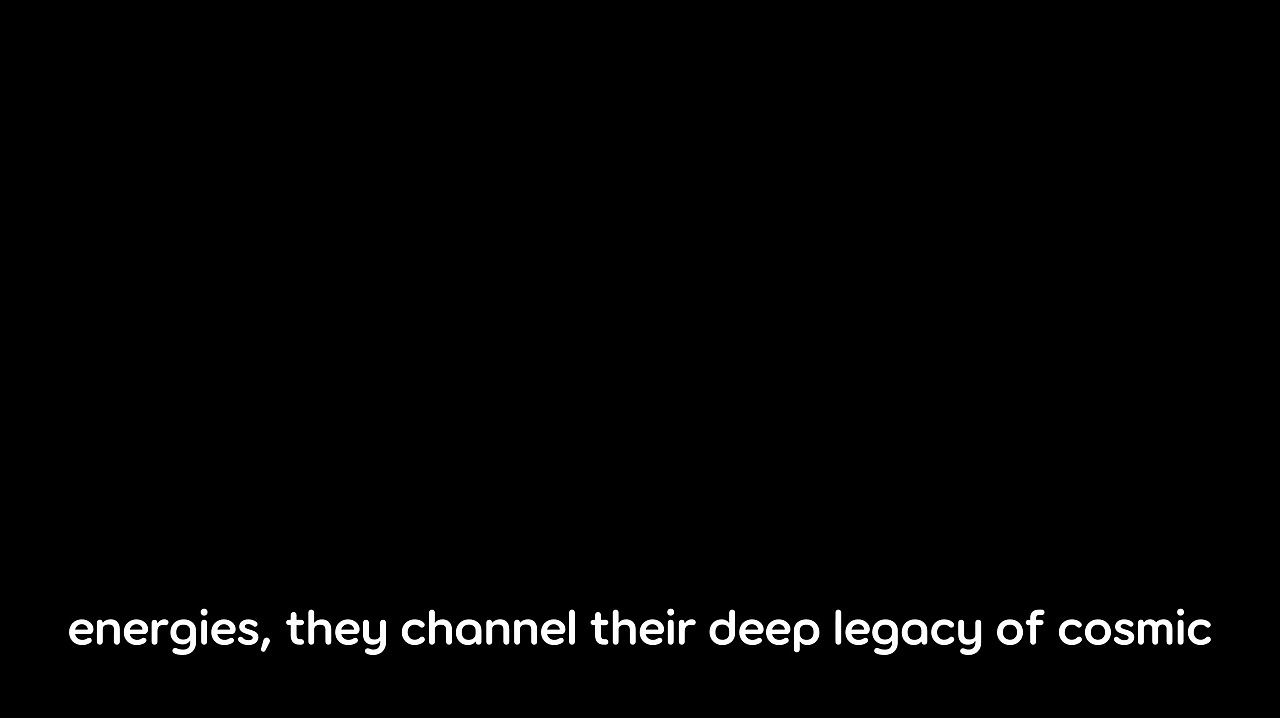 energies, they channel their deep legacy of cosmic